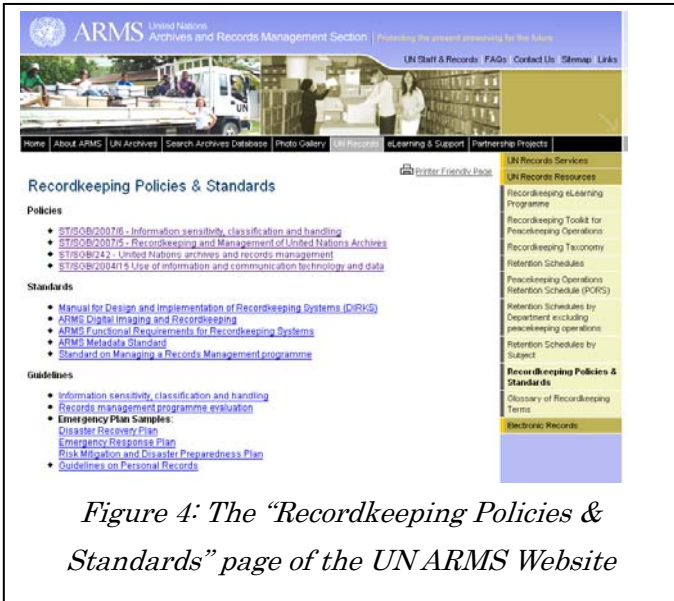 ARMS United Nations
Archives and Records Management Section
Protecting the present preserving for the future
UN Staff & Records FAQs Contact Us Sitemap Links
UN
Home About ARMS UN Archives Search Archives Database Photo Gallery UN Records eLearning & Support Partnership Projects
Printer Friendly Page
Recordkeeping Policies & Standards
Policies
ST/SGB/2007/6 - Information sensitivity, classification and handling
ST/SGB/2007/5 - Recordkeeping and Management of United Nations Archives
ST/SGB/242 - United Nations archives and records management
ST/SGB/2004/15 Use of information and communication technology and data
Standards
Manual for Design and Implementation of Recordkeeping Systems (DIRKS)
ARMS Digital Imaging and Recordkeeping
ARMS Functional Requirements for Recordkeeping Systems
ARMS Metadata Standard
Standard on Managing a Records Management programme
Guidelines
Information sensitivity, classification and handling
Records management programme evaluation
Emergency Plan Samples:
Disaster Recovery Plan
Emergency Response Plan
Risk Mitigation and Disaster Preparedness Plan
Guidelines on Personal Records
UN Records Services
UN Records Resources
Recordkeeping eLearning
Programme
Recordkeeping Toolkit for
Peacekeeping Operations
Recordkeeping Taxonomy
Retention Schedules
Peacekeeping Operations
Retention Schedule (PORS)
Retention Schedules by
Department excluding
peacekeeping operations
Retention Schedules by
Subject
Recordkeeping Policies &
Standards
Glossary of Recordkeeping
Terms
Electronic Records
Figure 4: The “Recordkeeping Policies &
Standards” page of the UN ARMS Website